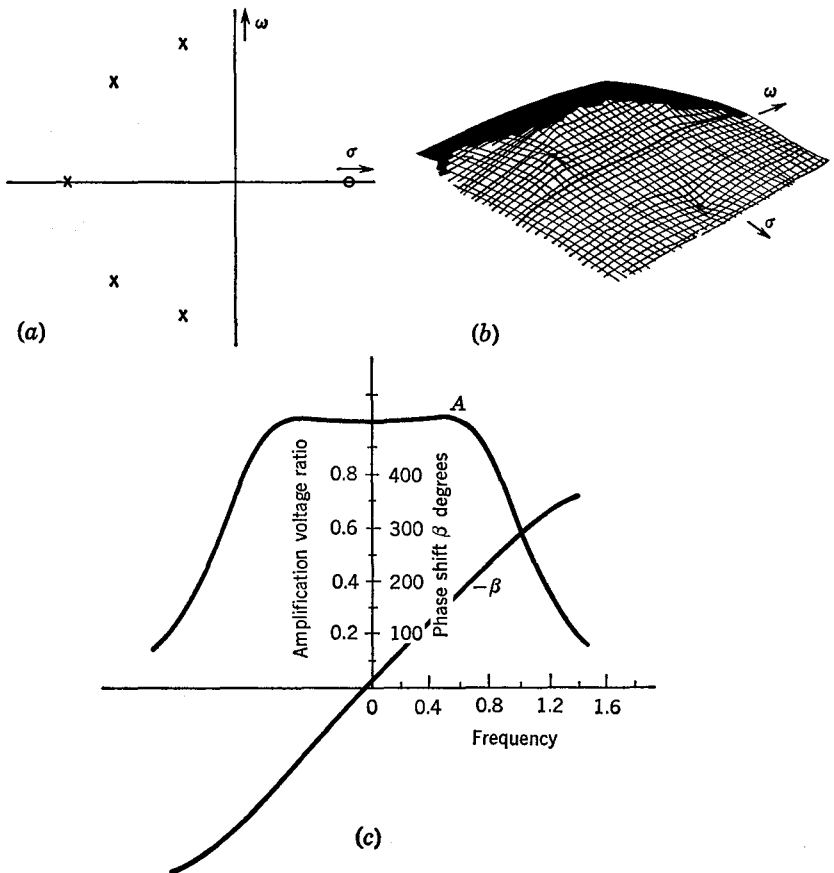 ω
σ
(a)
ω
σ
(b)
A
Amplification voltage ratio
Phase shift β degrees
0.8
400
0.6
300
0.4
200
0.2
100
−β
0 0.4 0.8 1.2 1.6
Frequency
(c)